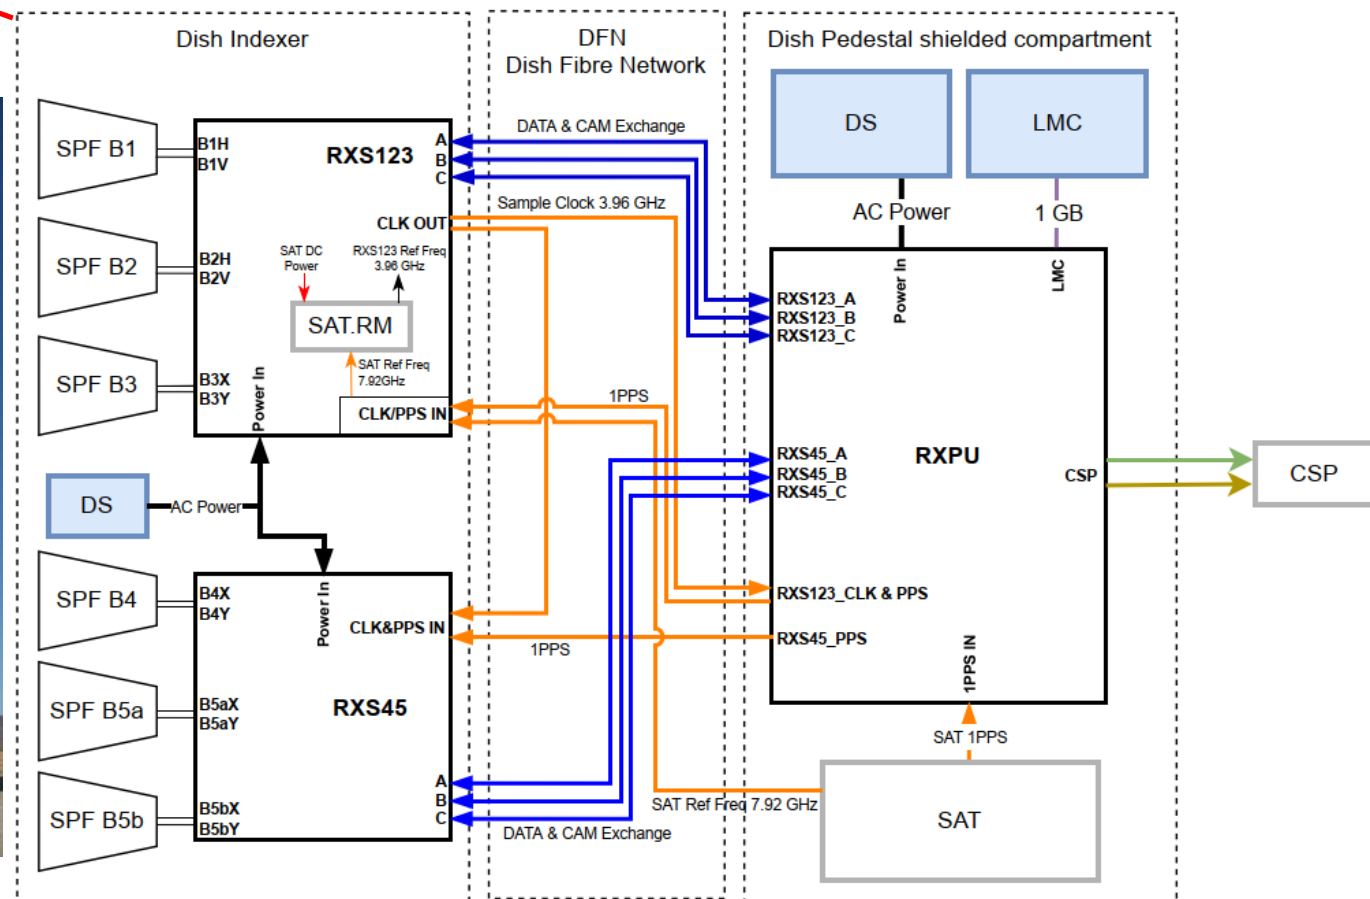 Dish Indexer
DFN
Dish Fibre Network
Dish Pedestal shielded compartment
SPF B1
B1H
B1V
RXS123
A
B
C
DATA & CAM Exchange
DS
LMC
CLK OUT
Sample Clock 3.96 GHz
AC Power
1 GB
SPF B2
B2H
B2V
SAT DC
Power
RXS123 Ref Freq
3.96 GHz
Power In
LMC
SAT.RM
RXS123_A
RXS123_B
RXS123_C
SAT Ref Freq
7.92GHz
SPF B3
B3X
B3Y
Power In
CLK/PPS IN
1PPS
RXS45_A
RXS45_B
RXS45_C
RXPU
CSP
CSP
DS
AC Power
SPF B4
B4X
B4Y
Power In
CLK&PPS IN
1PPS
RXS123_CLK & PPS
RXS45_PPS
1PPS IN
SPF B5a
B5aX
B5aY
RXS45
SAT 1PPS
SPF B5b
B5bX
B5bY
A
B
C
DATA & CAM Exchange
SAT Ref Freq 7.92 GHz
SAT